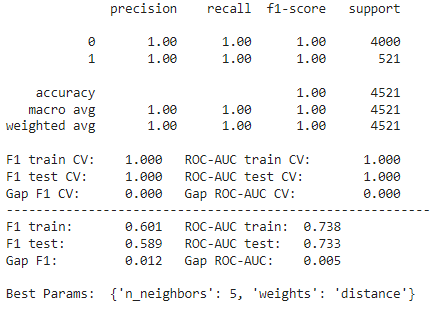 precision recall f1-score support
0 1.00 1.00 1.00 4000
1 1.00 1.00 1.00 521
accuracy 1.00 4521
macro avg 1.00 1.00 1.00 4521
weighted avg 1.00 1.00 1.00 4521
F1 train CV: 1.000 ROC-AUC train CV: 1.000
F1 test CV: 1.000 ROC-AUC test CV: 1.000
Gap F1 CV: 0.000 Gap ROC-AUC CV: 0.000
------------------------------------------------------
F1 train: 0.601 ROC-AUC train: 0.738
F1 test: 0.589 ROC-AUC test: 0.733
Gap F1: 0.012 Gap ROC-AUC: 0.005
Best Params: {'n_neighbors': 5, 'weights': 'distance'}